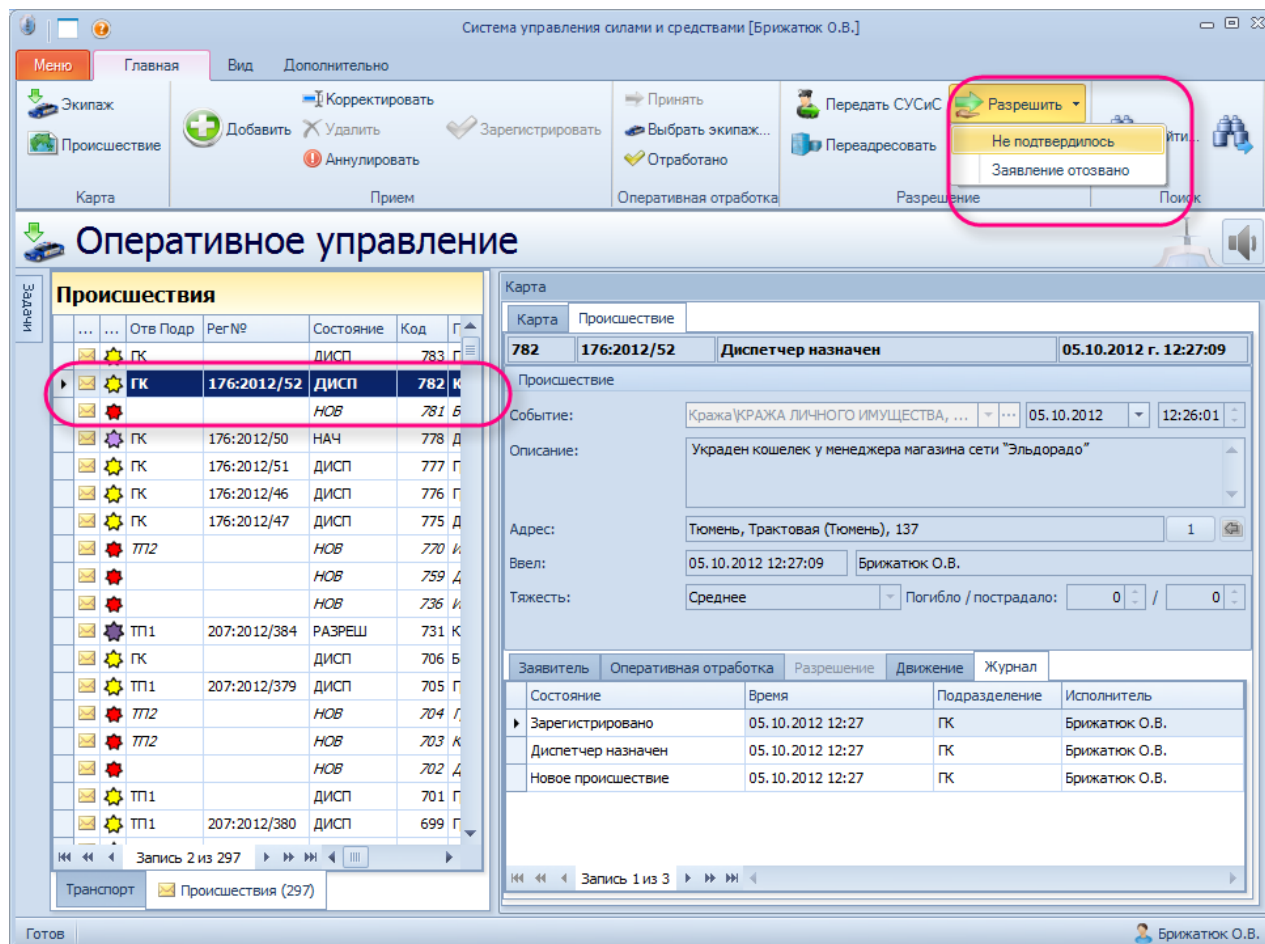 Система управления силами и средствами [Брижатюк О.В.]
Меню Главная Вид Дополнительно
Экипаж
Происшествие
Карта
Добавить
Корректировать
Удалить
Аннулировать
Зарегистрировать
Прием
Принять
Выбрать экипаж...
Отработано
Оперативная отработка
Передать СУСиС
Переадресовать
Разрешить
Не подтвердилось
Заявление отозвано
Разрешение
Поиск
Оперативное управление
Задачи
Происшествия
... ... Отв Подр Рег№ Состояние Код
ГК ДИСП 783
ГК 176:2012/52 ДИСП 782
НОВ 781
ГК 176:2012/50 НАЧ 778
ГК 176:2012/51 ДИСП 777
ГК 176:2012/46 ДИСП 776
ГК 176:2012/47 ДИСП 775
ТП2 НОВ 770
НОВ 759
НОВ 736
ТП1 207:2012/384 РАЗРЕШ 731
ГК ДИСП 706
ТП1 207:2012/379 ДИСП 705
ТП2 НОВ 704
ТП2 НОВ 703
НОВ 702
ТП1 ДИСП 701
ТП1 207:2012/380 ДИСП 699
Запись 2 из 297
Транспорт Происшествия (297)
Карта
Карта Происшествие
782 176:2012/52 Диспетчер назначен 05.10.2012 г. 12:27:09
Происшествие
Событие: Кража\КРАЖА ЛИЧНОГО ИМУЩЕСТВА, ... ... 05.10.2012 12:26:01
Описание: Украден кошелек у менеджера магазина сети "Эльдорадо"
Адрес: Тюмень, Трактовая (Тюмень), 137 1
Ввел: 05.10.2012 12:27:09 Брижатюк О.В.
Тяжесть: Среднее Погибло / пострадало: 0 / 0
Заявитель Оперативная отработка Разрешение Движение Журнал
Состояние Время Подразделение Исполнитель
Зарегистрировано 05.10.2012 12:27 ГК Брижатюк О.В.
Диспетчер назначен 05.10.2012 12:27 ГК Брижатюк О.В.
Новое происшествие 05.10.2012 12:27 ГК Брижатюк О.В.
Запись 1 из 3
Готов Брижатюк О.В.